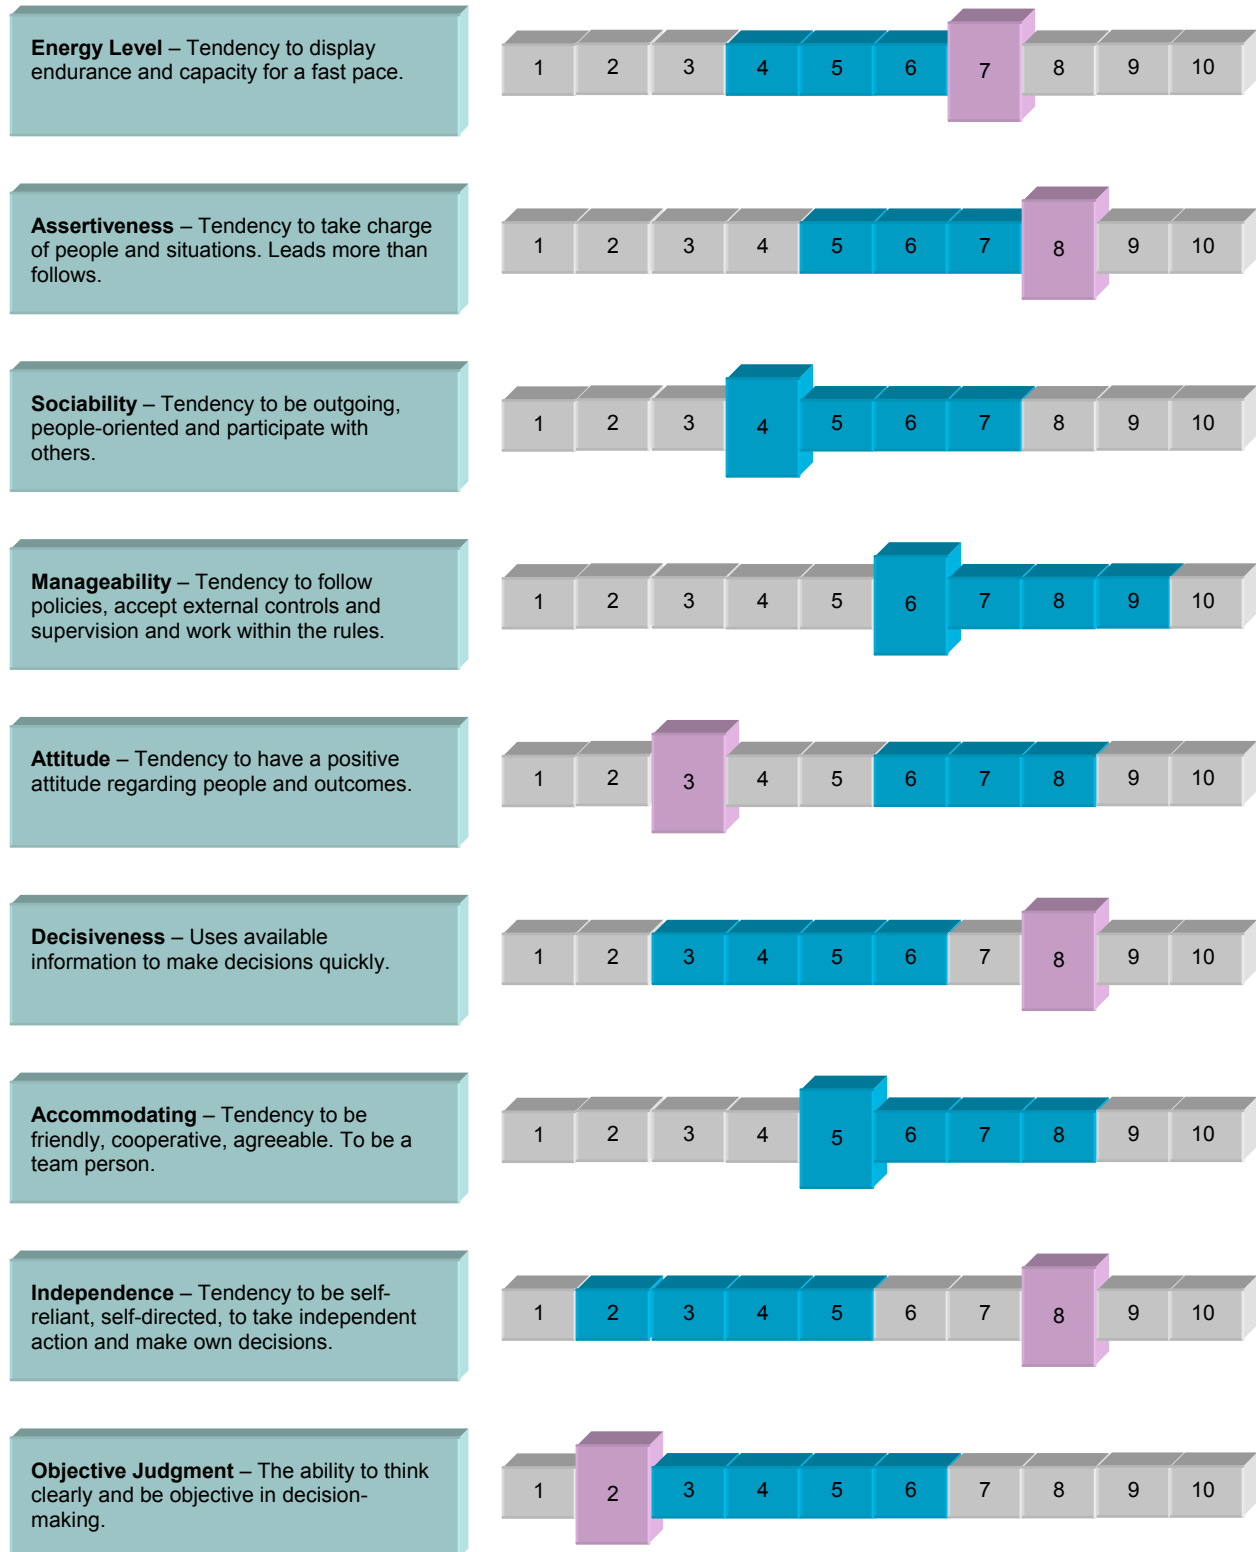 Energy Level – Tendency to display
endurance and capacity for a fast pace.
1 2 3 4 5 6 7 8 9 10
Assertiveness – Tendency to take charge
of people and situations. Leads more than
follows.
1 2 3 4 5 6 7 8 9 10
Sociability – Tendency to be outgoing,
people-oriented and participate with
others.
1 2 3 4 5 6 7 8 9 10
Manageability – Tendency to follow
policies, accept external controls and
supervision and work within the rules.
1 2 3 4 5 6 7 8 9 10
Attitude – Tendency to have a positive
attitude regarding people and outcomes.
1 2 3 4 5 6 7 8 9 10
Decisiveness – Uses available
information to make decisions quickly.
1 2 3 4 5 6 7 8 9 10
Accommodating – Tendency to be
friendly, cooperative, agreeable. To be a
team person.
1 2 3 4 5 6 7 8 9 10
Independence – Tendency to be self-
reliant, self-directed, to take independent
action and make own decisions.
1 2 3 4 5 6 7 8 9 10
Objective Judgment – The ability to think
clearly and be objective in decision-
making.
1 2 3 4 5 6 7 8 9 10